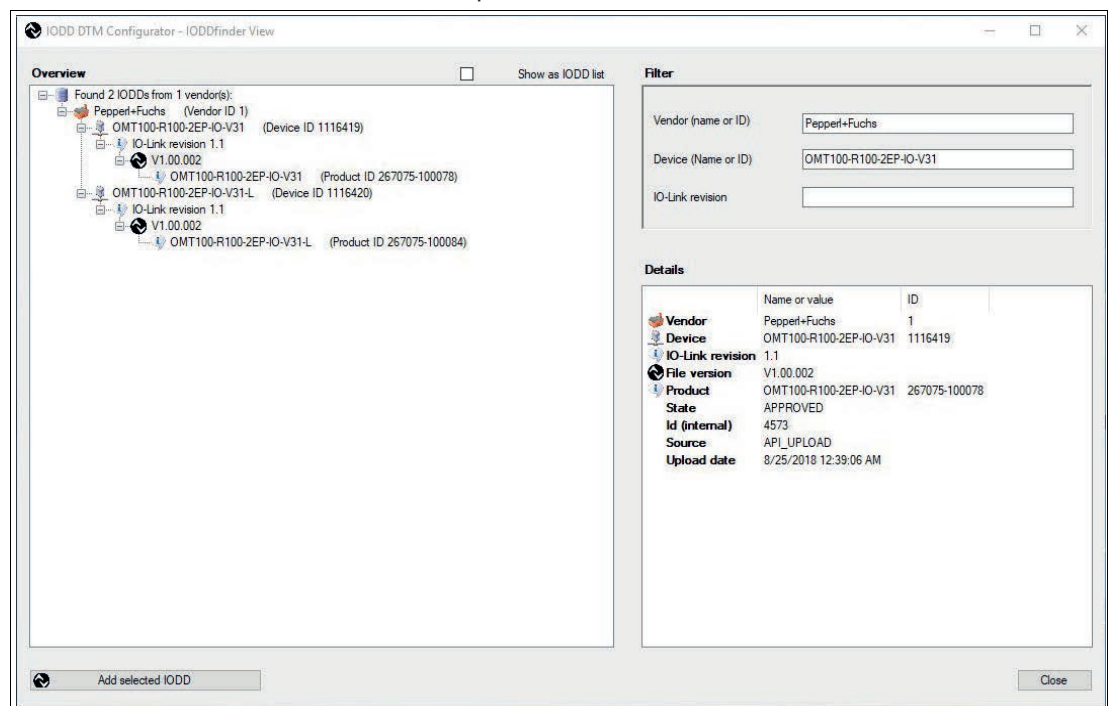 IODD DTM Configurator - IODDfinder View
Overview
Show as IODD list
Found 2 IODDs from 1 vendor(s):
Pepperl+Fuchs (Vendor ID 1)
OMT100-R100-2EP-IO-V31 (Device ID 1116419)
IO-Link revision 1.1
V1.00.002
OMT100-R100-2EP-IO-V31 (Product ID 267075-100078)
OMT100-R100-2EP-IO-V31-L (Device ID 1116420)
IO-Link revision 1.1
V1.00.002
OMT100-R100-2EP-IO-V31-L (Product ID 267075-100084)
Add selected IODD
Filter
Vendor (name or ID) Pepperl+Fuchs
Device (Name or ID) OMT100-R100-2EP-IO-V31
IO-Link revision
Details
Name or value ID
Vendor Pepperl+Fuchs 1
Device OMT100-R100-2EP-IO-V31 1116419
IO-Link revision 1.1
File version V1.00.002
Product OMT100-R100-2EP-IO-V31 267075-100078
State APPROVED
Id (internal) 4573
Source API_UPLOAD
Upload date 8/25/2018 12:39:06 AM
Close